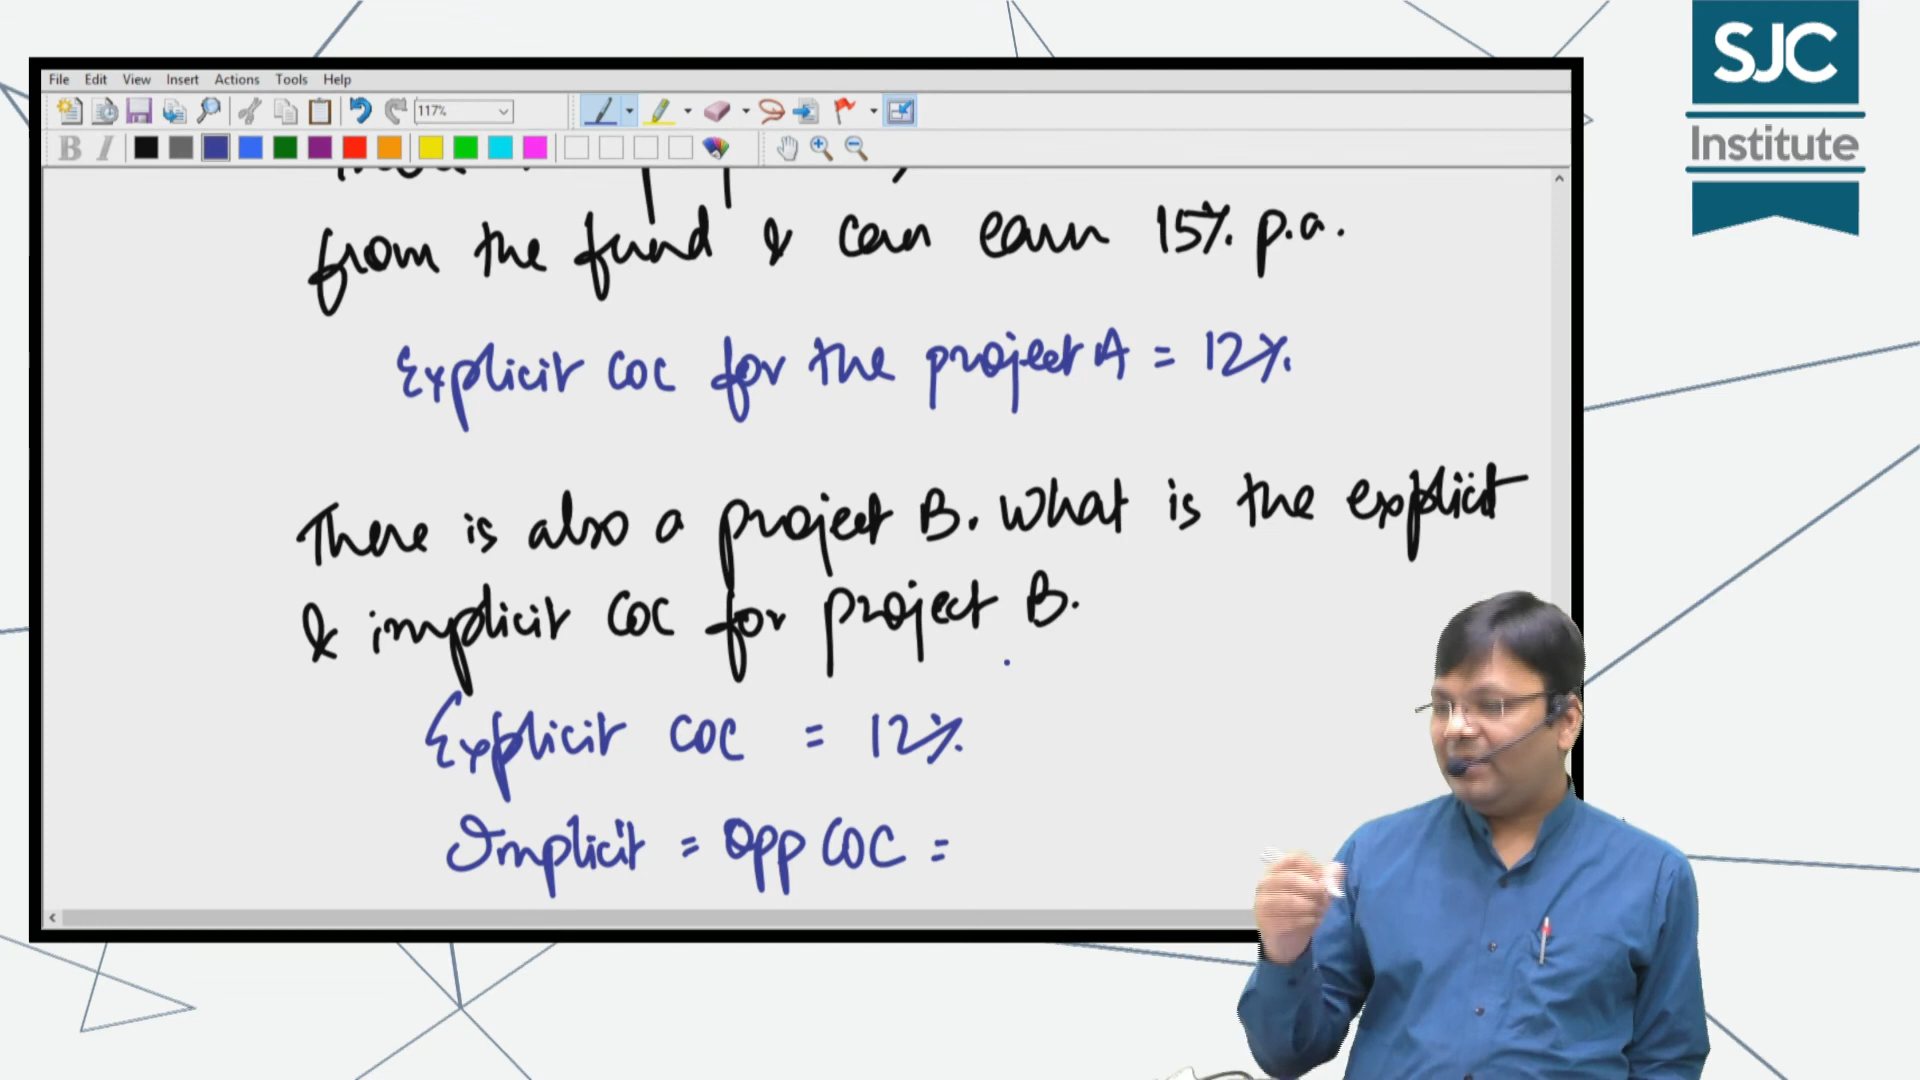 SJC
Institute
File Edit View Insert Actions Tools Help
117%
B I
from the fund & can earn 15% p.a.
Explicit COC for the project A = 12%
There is also a project B. What is the explicit
& implicit COC for project B.
Explicit COC = 12%
Implicit = Opp COC =